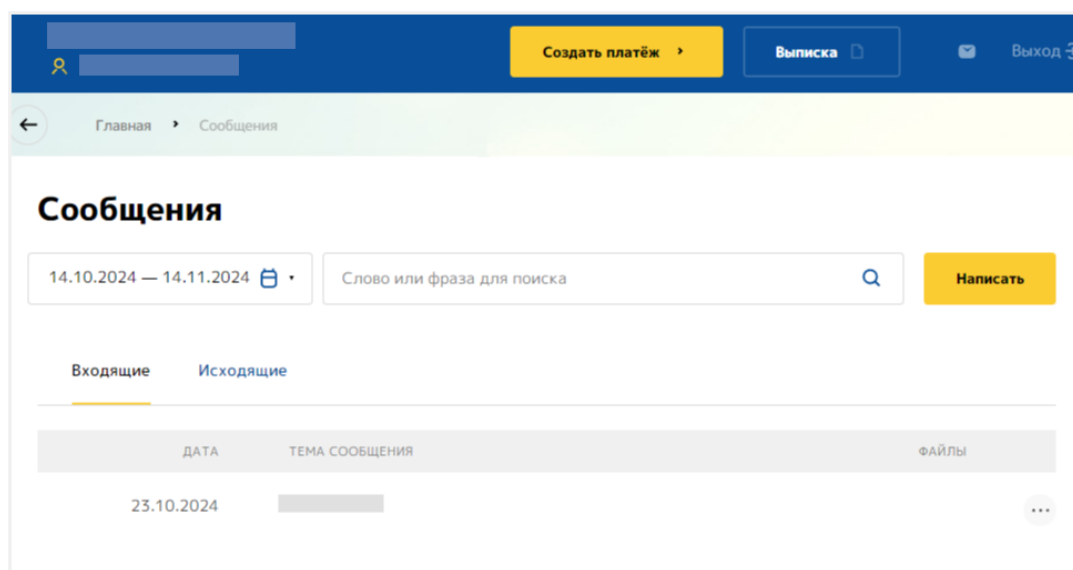 Создать платёж
Выписка
Выход
Главная Сообщения
Сообщения
14.10.2024 — 14.11.2024
Слово или фраза для поиска
Написать
Входящие Исходящие
ДАТА ТЕМА СООБЩЕНИЯ ФАЙЛЫ
23.10.2024